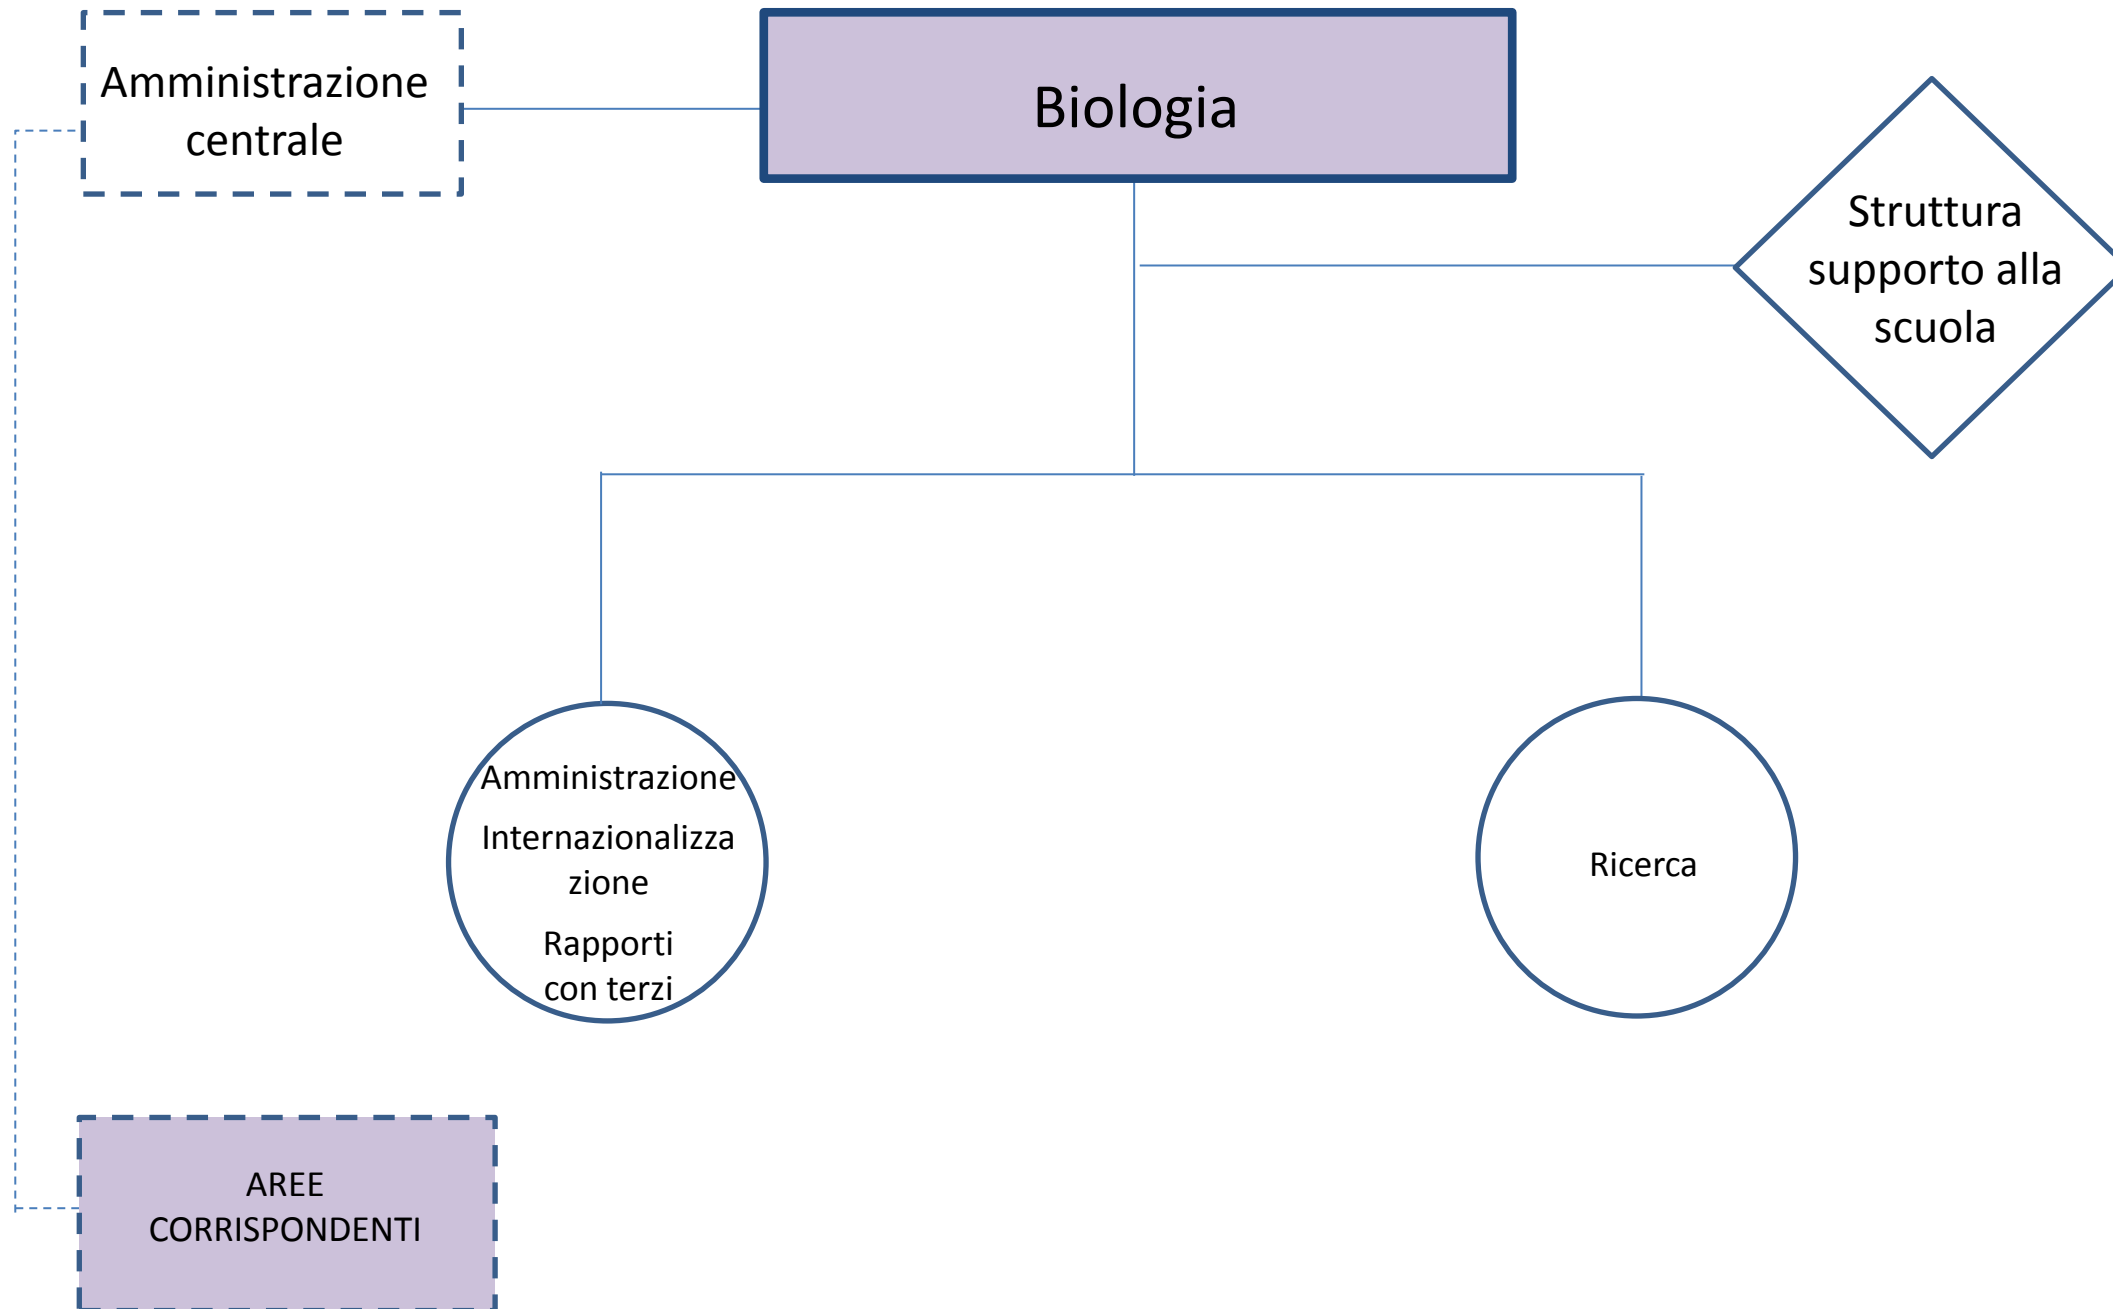 Amministrazione
centrale
Biologia
Struttura
supporto alla
scuola
Amministrazione
Internazionalizza
zione
Rapporti
con terzi
Ricerca
AREE
CORRISPONDENTI